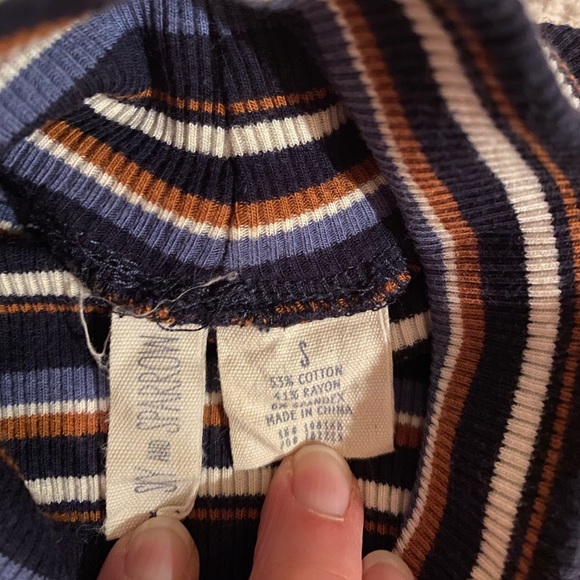 SKY AND SPARROW
S
53% COTTON
41% RAYON
6% SPANDEX
MADE IN CHINA